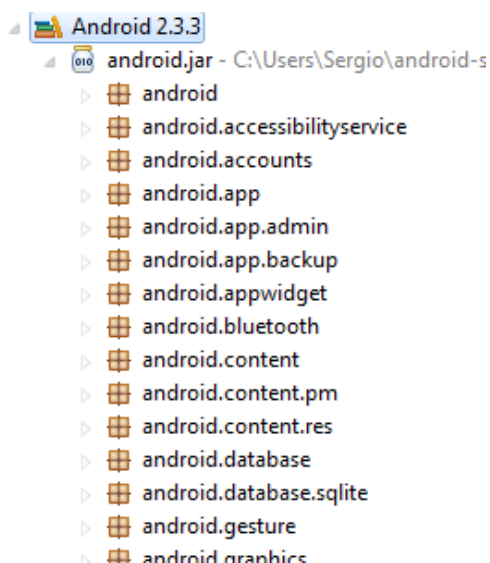 Android 2.3.3
android.jar - C:\Users\Sergio\android-s
android
android.accessibilityservice
android.accounts
android.app
android.app.admin
android.app.backup
android.appwidget
android.bluetooth
android.content
android.content.pm
android.content.res
android.database
android.database.sqlite
android.gesture
android.graphics